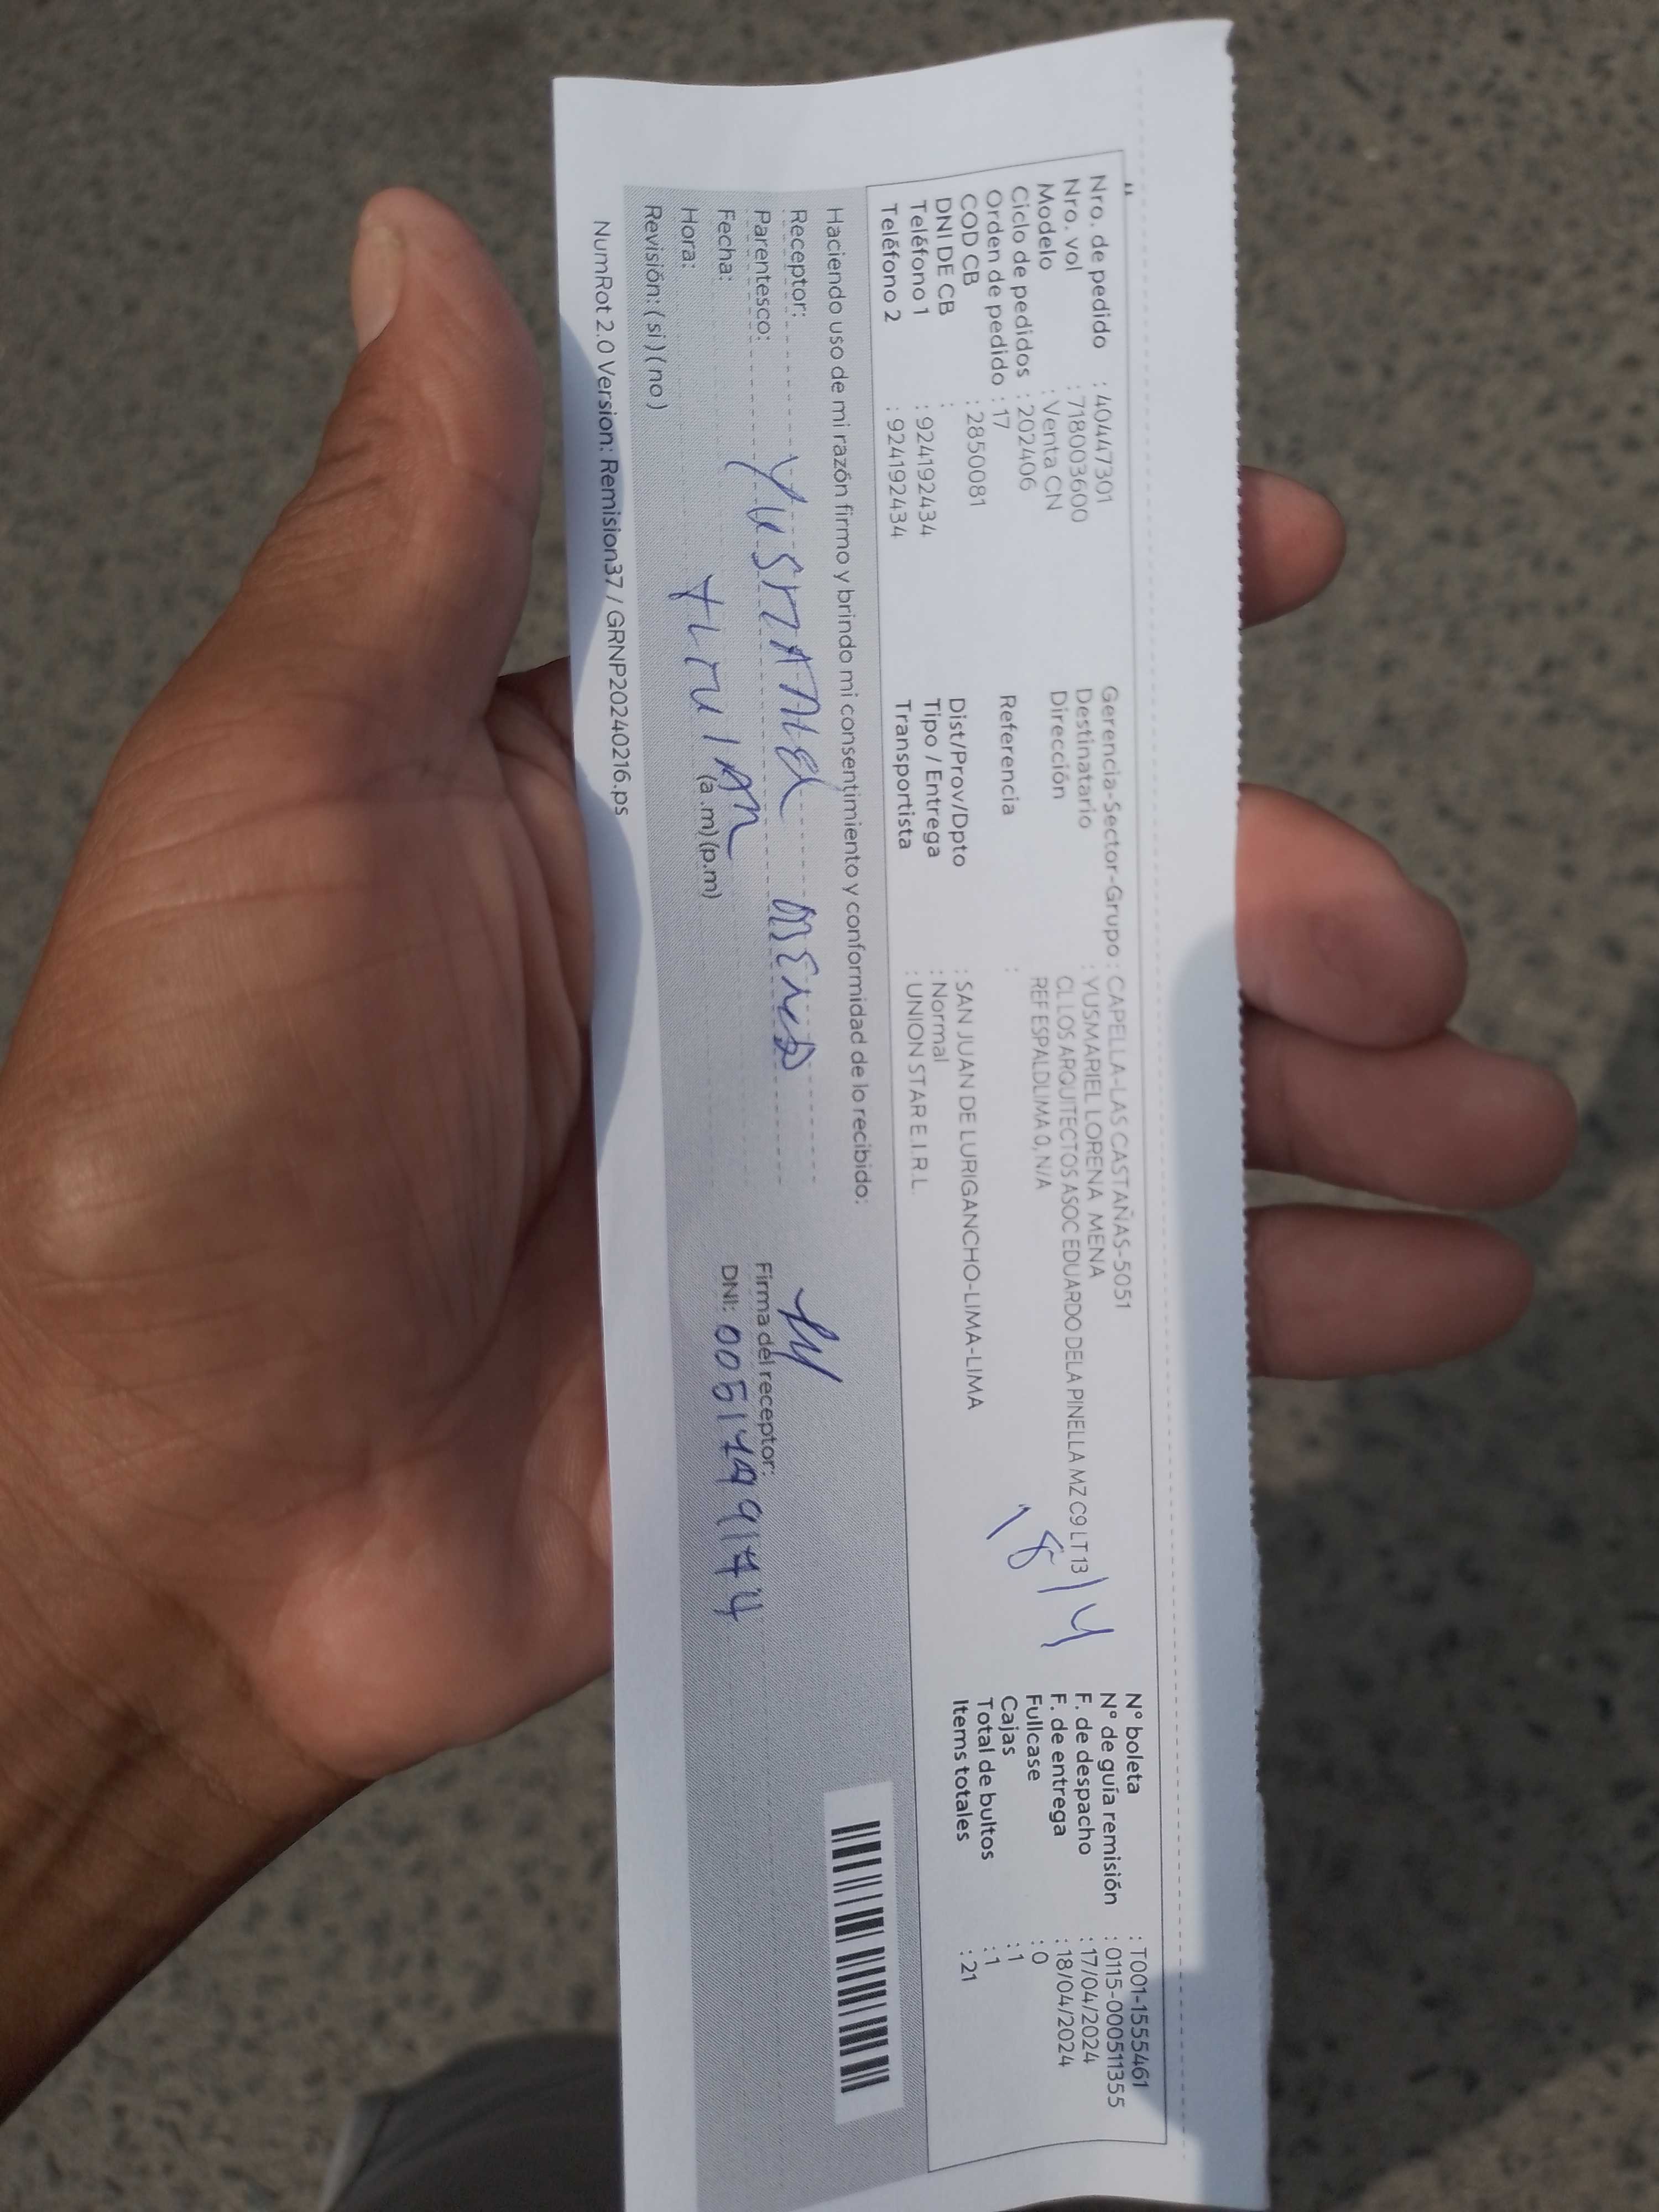 Nro. de pedido : 40447301
Nro. vol : 718003600
Modelo : Venta CN
Ciclo de pedidos : 202406
Orden de pedido : 17
COD CB : 2850081
DNI DE CB :
Teléfono 1 : 924192434
Teléfono 2 : 924192434
Gerencia-Sector-Grupo : CAPELLA-LAS CASTAÑAS-5051
Destinatario : YUSMARIEL LORENA MENA
Dirección : CL LOS ARQUITECTOS ASOC EDUARDO DELA PINELLA MZ C9 LT 13
REF ESPALDLIMA 0, N/A
Referencia :
Dist/Prov/Dpto : SAN JUAN DE LURIGANCHO-LIMA-LIMA
Tipo / Entrega : Normal
Transportista : UNION STAR E.I.R.L.
18/4
N° boleta : T001-1555461
N° de guía remisión : 0115-00051355
F. de despacho : 17/04/2024
F. de entrega : 18/04/2024
Fullcase : 0
Cajas : 1
Total de bultos : 1
Items totales : 21
Haciendo uso de mi razón firmo y brindo mi consentimiento y conformidad de lo recibido:
Receptor:
Parentesco:
Fecha:
Hora: (a.m)(p.m)
Revisión: (si) (no)
Firma del receptor:
DNI:
NumRot 2.0 Version: Remision37 / GRNP20240216.ps